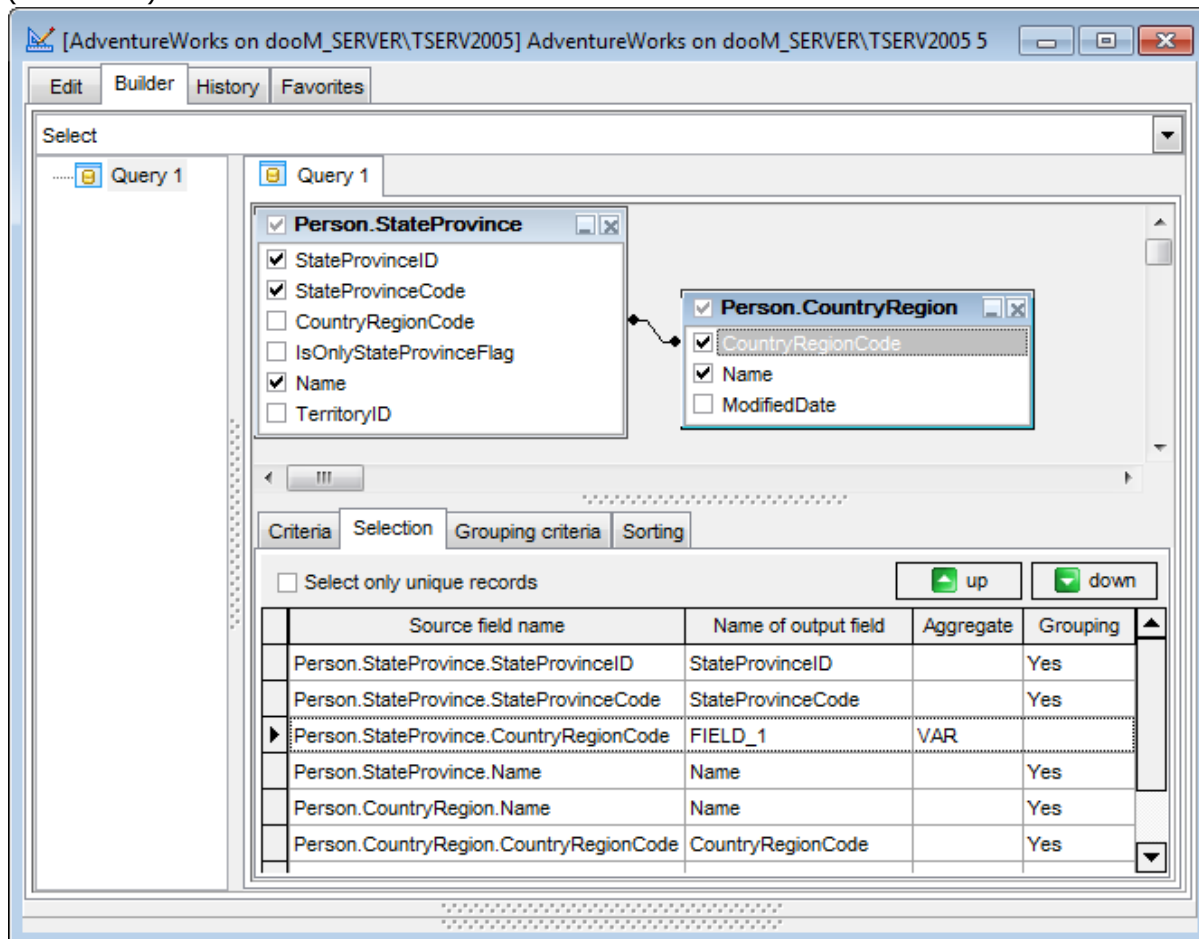 [AdventureWorks on dooM_SERVER\TSERV2005] AdventureWorks on dooM_SERVER\TSERV2005 5
Edit Builder History Favorites
Select
Query 1 Query 1
Person.StateProvince
StateProvinceID
StateProvinceCode
CountryRegionCode
IsOnlyStateProvinceFlag
Name
TerritoryID
Person.CountryRegion
CountryRegionCode
Name
ModifiedDate
Criteria Selection Grouping criteria Sorting
Select only unique records up down
Source field name Name of output field Aggregate Grouping
Person.StateProvince.StateProvinceID StateProvinceID Yes
Person.StateProvince.StateProvinceCode StateProvinceCode Yes
Person.StateProvince.CountryRegionCode FIELD_1 VAR
Person.StateProvince.Name Name Yes
Person.CountryRegion.Name Name Yes
Person.CountryRegion.CountryRegionCode CountryRegionCode Yes